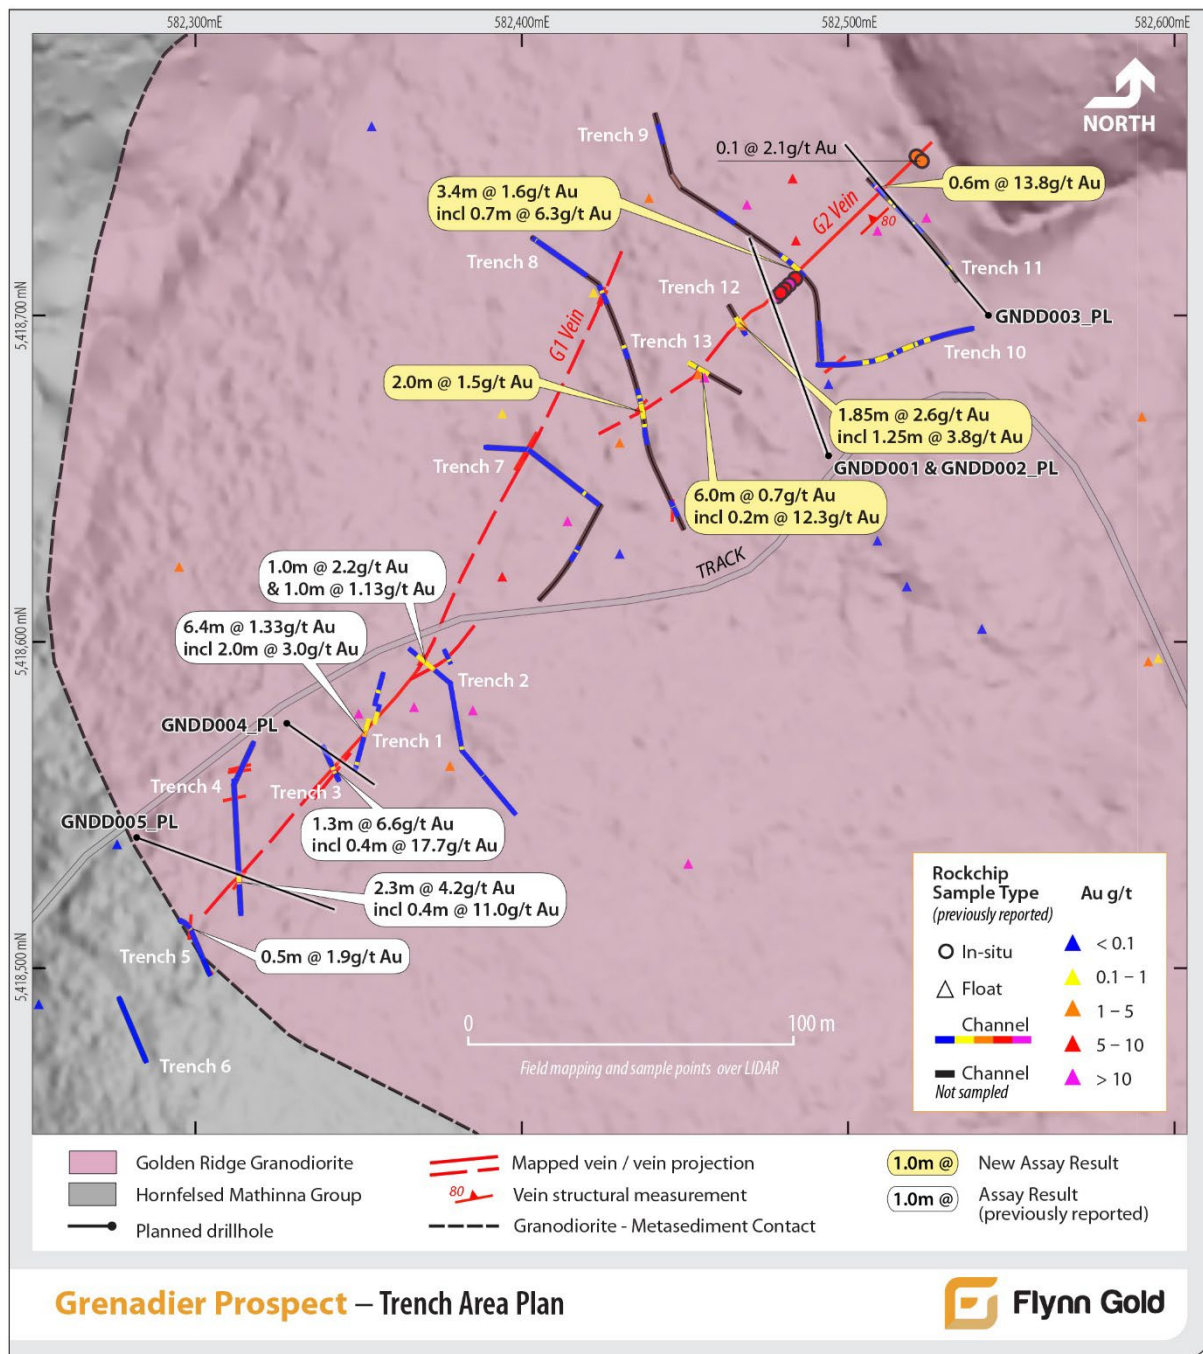 582,300mE
582,400mE
582,500mE
582,600mE
5,418,700 mN
5,418,600 mN
5,418,500 mN
NORTH
Trench 9
0.1 @ 2.1g/t Au
0.6m @ 13.8g/t Au
3.4m @ 1.6g/t Au
incl 0.7m @ 6.3g/t Au
G2 Vein
80
Trench 8
Trench 11
Trench 12
GNDD003_PL
G1 Vein
Trench 13
Trench 10
2.0m @ 1.5g/t Au
1.85m @ 2.6g/t Au
incl 1.25m @ 3.8g/t Au
Trench 7
GNDD001 & GNDD002_PL
6.0m @ 0.7g/t Au
incl 0.2m @ 12.3g/t Au
TRACK
1.0m @ 2.2g/t Au
& 1.0m @ 1.13g/t Au
6.4m @ 1.33g/t Au
incl 2.0m @ 3.0g/t Au
Trench 2
GNDD004_PL
Trench 1
Trench 4
Trench 3
GNDD005_PL
1.3m @ 6.6g/t Au
incl 0.4m @ 17.7g/t Au
2.3m @ 4.2g/t Au
incl 0.4m @ 11.0g/t Au
Trench 5
0.5m @ 1.9g/t Au
Trench 6
0 100 m
Field mapping and sample points over LIDAR
Rockchip
Sample Type
(previously reported)
In-situ
Float
Channel
Channel
Not sampled
Au g/t
< 0.1
0.1 – 1
1 – 5
5 – 10
> 10
Golden Ridge Granodiorite
Hornfelsed Mathinna Group
Planned drillhole
Mapped vein / vein projection
80
Vein structural measurement
Granodiorite - Metasediment Contact
1.0m @
New Assay Result
1.0m @
Assay Result
(previously reported)
Grenadier Prospect – Trench Area Plan
Flynn Gold